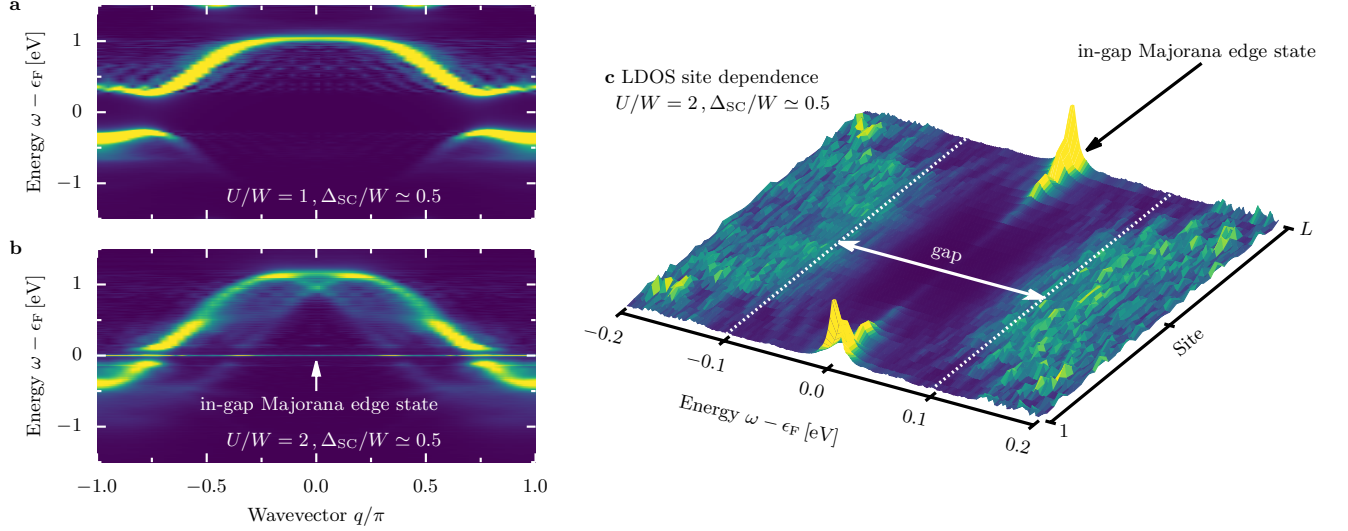 a
Energy ω − ϵF [eV]
1
0
−1
U/W = 1 , ΔSC/W ≃ 0.5
b
Energy ω − ϵF [eV]
1
0
−1
in-gap Majorana edge state
U/W = 2 , ΔSC/W ≃ 0.5
−1.0 −0.5 0.0 0.5 1.0
Wavevector q/π
c LDOS site dependence
U/W = 2 , ΔSC/W ≃ 0.5
in-gap Majorana edge state
gap
−0.2 −0.1 0.0 0.1 0.2
Energy ω − ϵF [eV]
L
Site
1